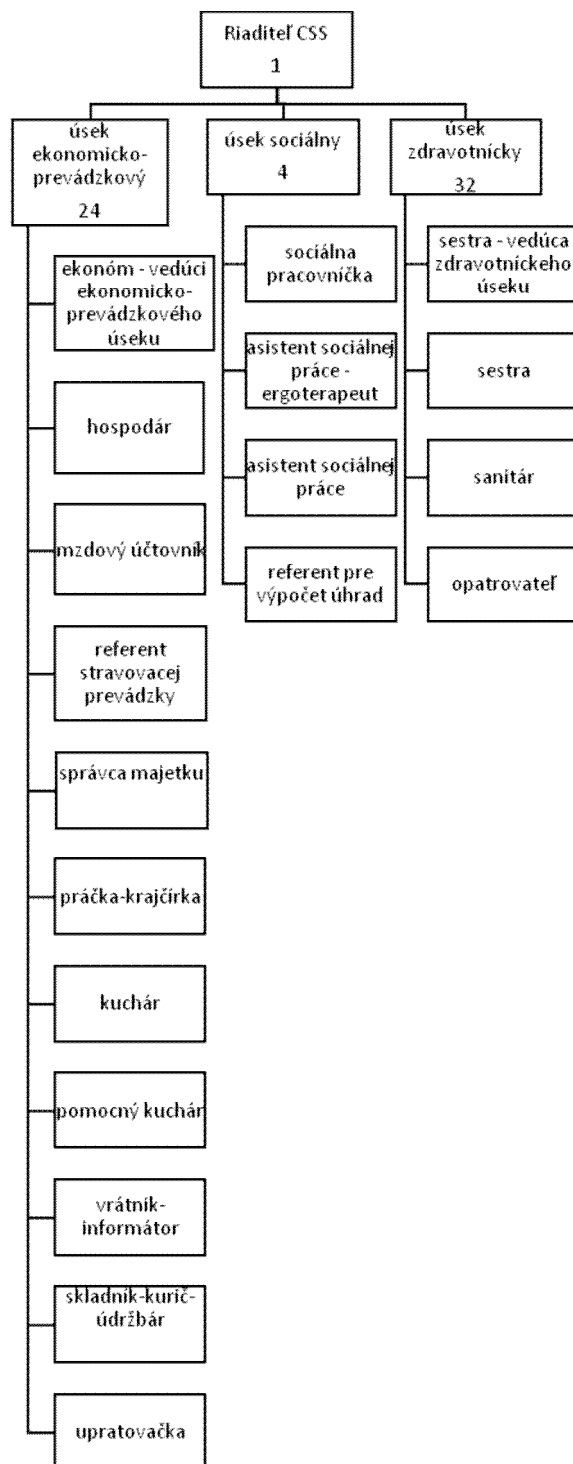 Riaditeľ CSS
1
úsek
ekonomicko-
prevádzkový
24
ekonóm - vedúci
ekonomicko-
prevádzkového
úseku
hospodár
mzdový účtovník
referent
stravovacej
prevádzky
správca majetku
práčka-krajčírka
kuchár
pomocný kuchár
vrátnik-
informátor
skladník-kurič-
údržbár
upratovačka
úsek sociálny
4
sociálna
pracovníčka
asistent sociálnej
práce -
ergoterapeut
asistent sociálnej
práce
referent pre
výpočet úhrad
úsek
zdravotnícky
32
sestra - vedúca
zdravotníckeho
úseku
sestra
sanitár
opatrovateľ